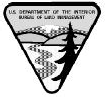 U.S. DEPARTMENT OF THE INTERIOR
BUREAU OF LAND MANAGEMENT